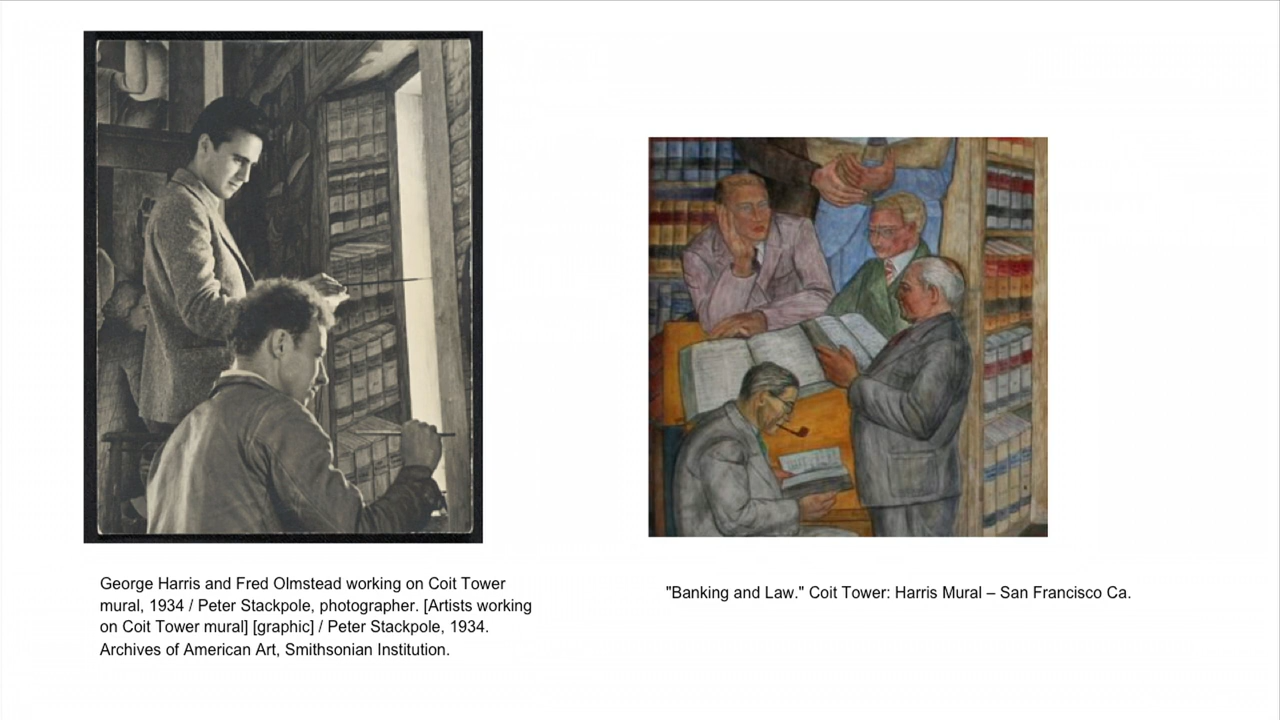 George Harris and Fred Olmstead working on Coit Tower
mural, 1934 / Peter Stackpole, photographer. [Artists working
on Coit Tower mural] [graphic] / Peter Stackpole, 1934.
Archives of American Art, Smithsonian Institution.
"Banking and Law." Coit Tower: Harris Mural – San Francisco Ca.